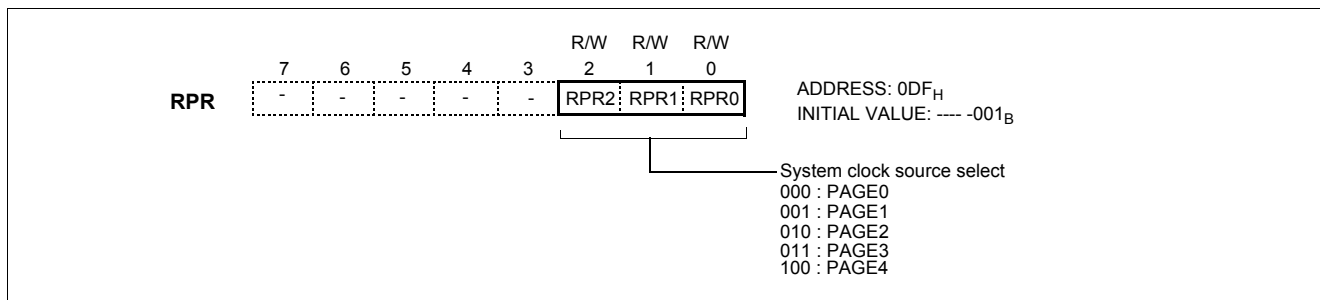 R/W R/W R/W
7 6 5 4 3 2 1 0
RPR - - - - - RPR2 RPR1 RPR0
ADDRESS: 0DFH
INITIAL VALUE: ---- -001B
System clock source select
000 : PAGE0
001 : PAGE1
010 : PAGE2
011 : PAGE3
100 : PAGE4